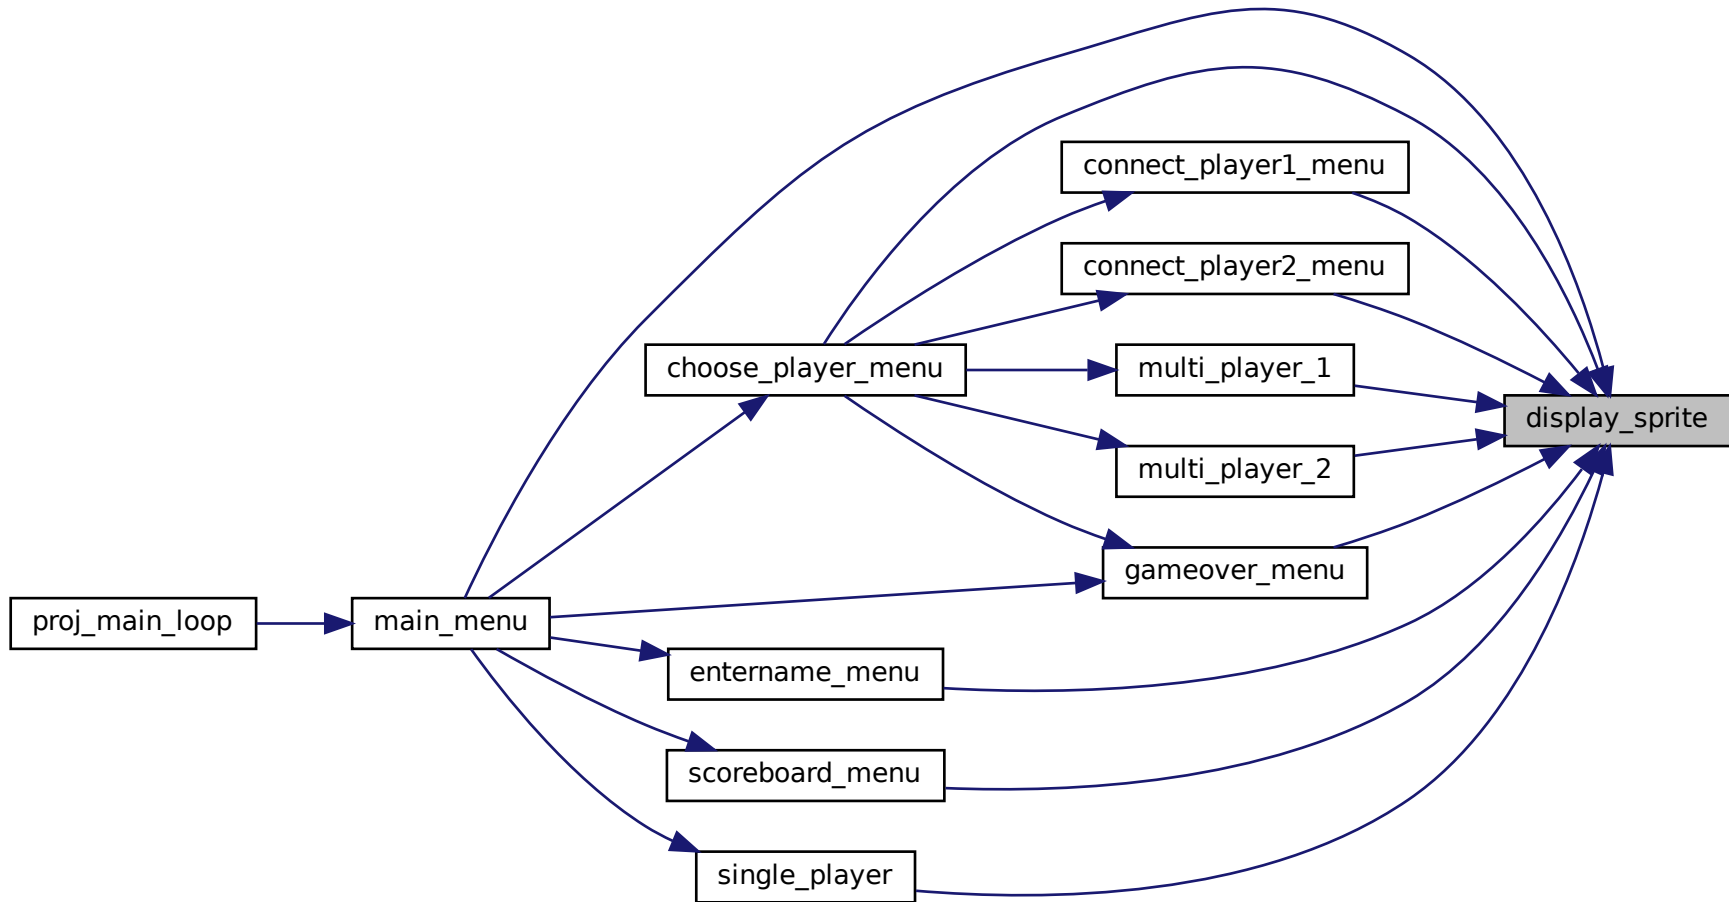 connect_player1_menu
connect_player2_menu
choose_player_menu
multi_player_1
display_sprite
multi_player_2
gameover_menu
proj_main_loop
main_menu
entername_menu
scoreboard_menu
single_player